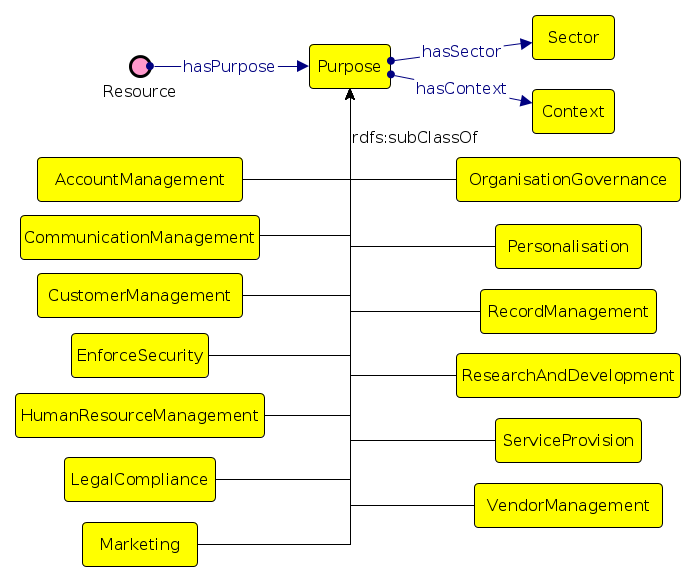 hasPurpose
Resource
Purpose
hasSector
Sector
hasContext
Context
rdfs:subClassOf
AccountManagement
OrganisationGovernance
CommunicationManagement
Personalisation
CustomerManagement
RecordManagement
EnforceSecurity
ResearchAndDevelopment
HumanResourceManagement
ServiceProvision
LegalCompliance
VendorManagement
Marketing